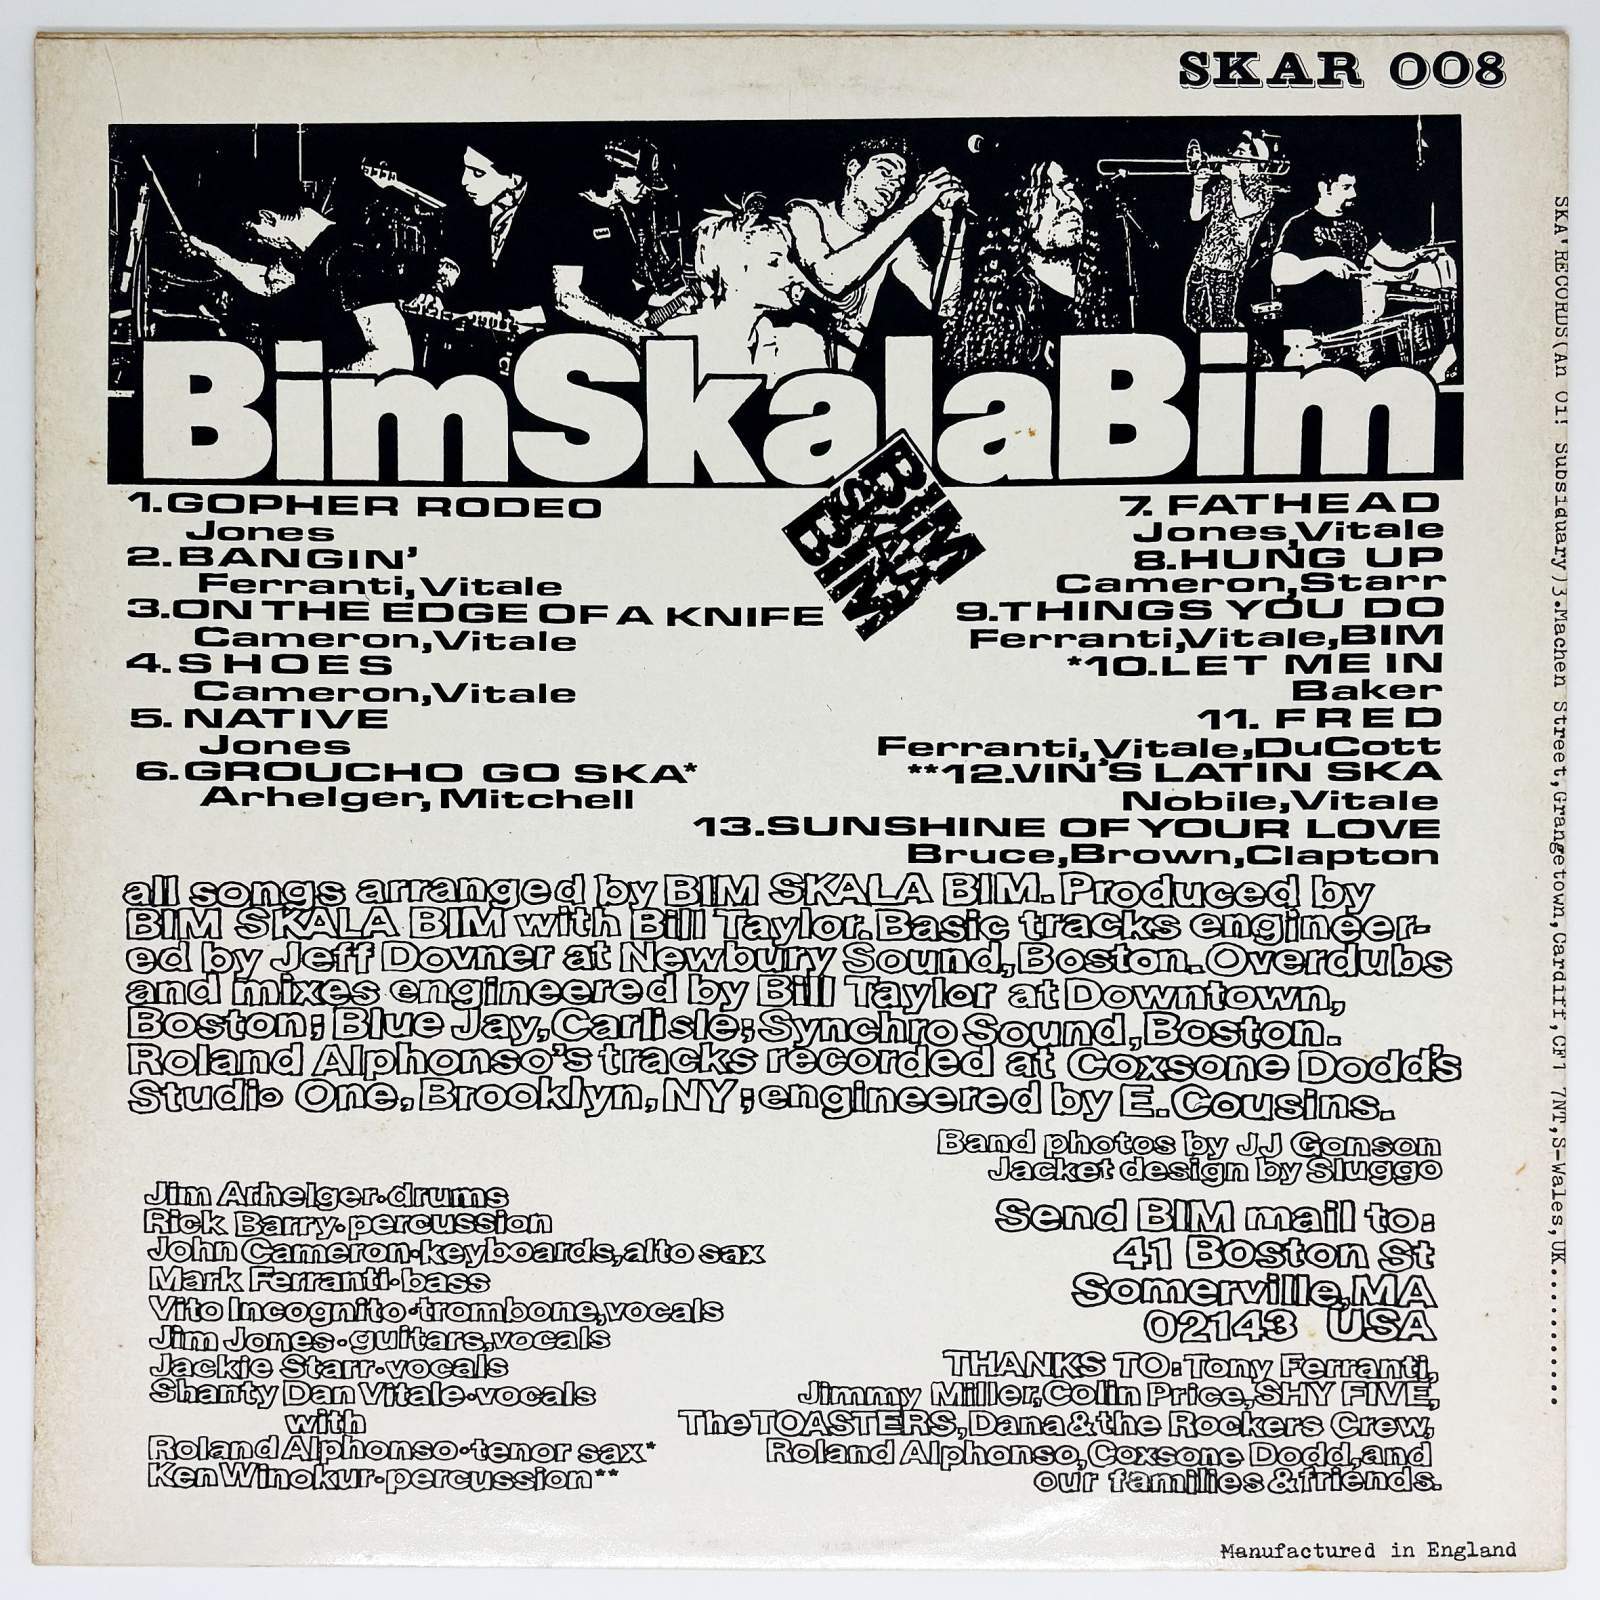 SKAR 008
BimSkalaBim
BIM
SKALA
BIM
1.GOPHER RODEO
Jones
2.BANGIN'
Ferranti,Vitale
3.ON THE EDGE OF A KNIFE
Cameron,Vitale
4.SHOES
Cameron,Vitale
5.NATIVE
Jones
6.GROUCHO GO SKA*
Arhelger,Mitchell
7. FATHEAD
Jones,Vitale
8.HUNG UP
Cameron,Starr
9.THINGS YOU DO
Ferranti,Vitale,BIM
*10.LET ME IN
Baker
11. FRED
Ferranti,Vitale,DuCott
**12.VIN'S LATIN SKA
Nobile,Vitale
13.SUNSHINE OF YOUR LOVE
Bruce,Brown,Clapton
all songs arranged by BIM SKALA BIM. Produced by
BIM SKALA BIM with Bill Taylor. Basic tracks engineer-
ed by Jeff Dovner at Newbury Sound, Boston. Overdubs
and mixes engineered by Bill Taylor at Downtown,
Boston; Blue Jay, Carlisle; Synchro Sound, Boston.
Roland Alphonso's tracks recorded at Coxsone Dodd's
Studio One, Brooklyn, NY; engineered by E. Cousins.
Band photos by JJ Gonson
Jacket design by Sluggo
Jim Arhelger·drums
Rick Barry·percussion
John Cameron·keyboards,alto sax
Mark Ferranti·bass
Vito Incognito·trombone,vocals
Jim Jones·guitars,vocals
Jackie Starr·vocals
Shanty Dan Vitale·vocals
with
Roland Alphonso·tenor sax*
Ken Winokur·percussion**
Send BIM mail to:
41 Boston St
Somerville,MA
02143 USA
THANKS TO: Tony Ferranti,
Jimmy Miller,Colin Price,SHY FIVE,
The TOASTERS,Dana & the Rockers Crew,
Roland Alphonso,Coxsone Dodd,and
our families & friends.
Manufactured in England
SKA' RECORDS(An Oi! Subsiduary)3.Machen Street,Grangetown,Cardiff,CF1 7NT,S-Wales,UK.............